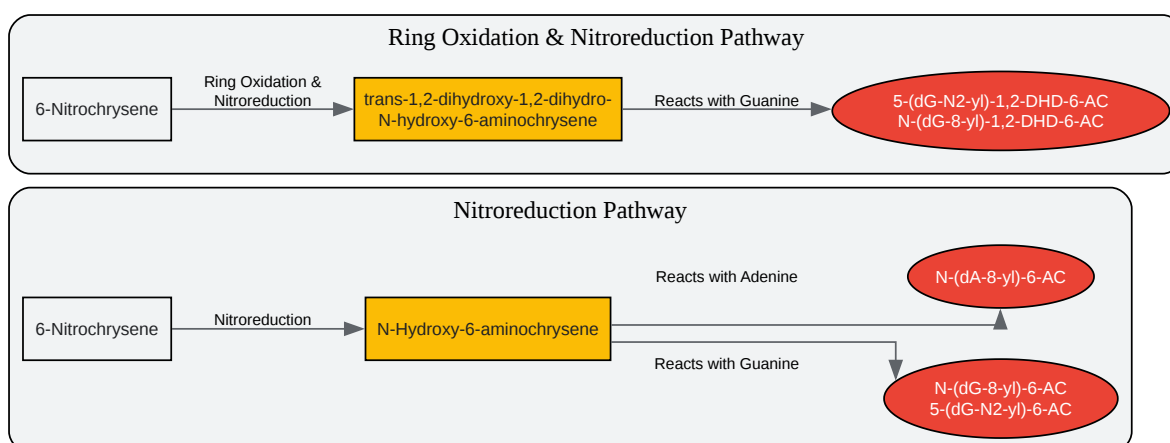 Ring Oxidation & Nitroreduction Pathway
6-Nitrochrysene
Ring Oxidation &
Nitroreduction
trans-1,2-dihydroxy-1,2-dihydro-
N-hydroxy-6-aminochrysene
Reacts with Guanine
5-(dG-N2-yl)-1,2-DHD-6-AC
N-(dG-8-yl)-1,2-DHD-6-AC
Nitroreduction Pathway
6-Nitrochrysene
Nitroreduction
N-Hydroxy-6-aminochrysene
Reacts with Adenine
N-(dA-8-yl)-6-AC
Reacts with Guanine
N-(dG-8-yl)-6-AC
5-(dG-N2-yl)-6-AC